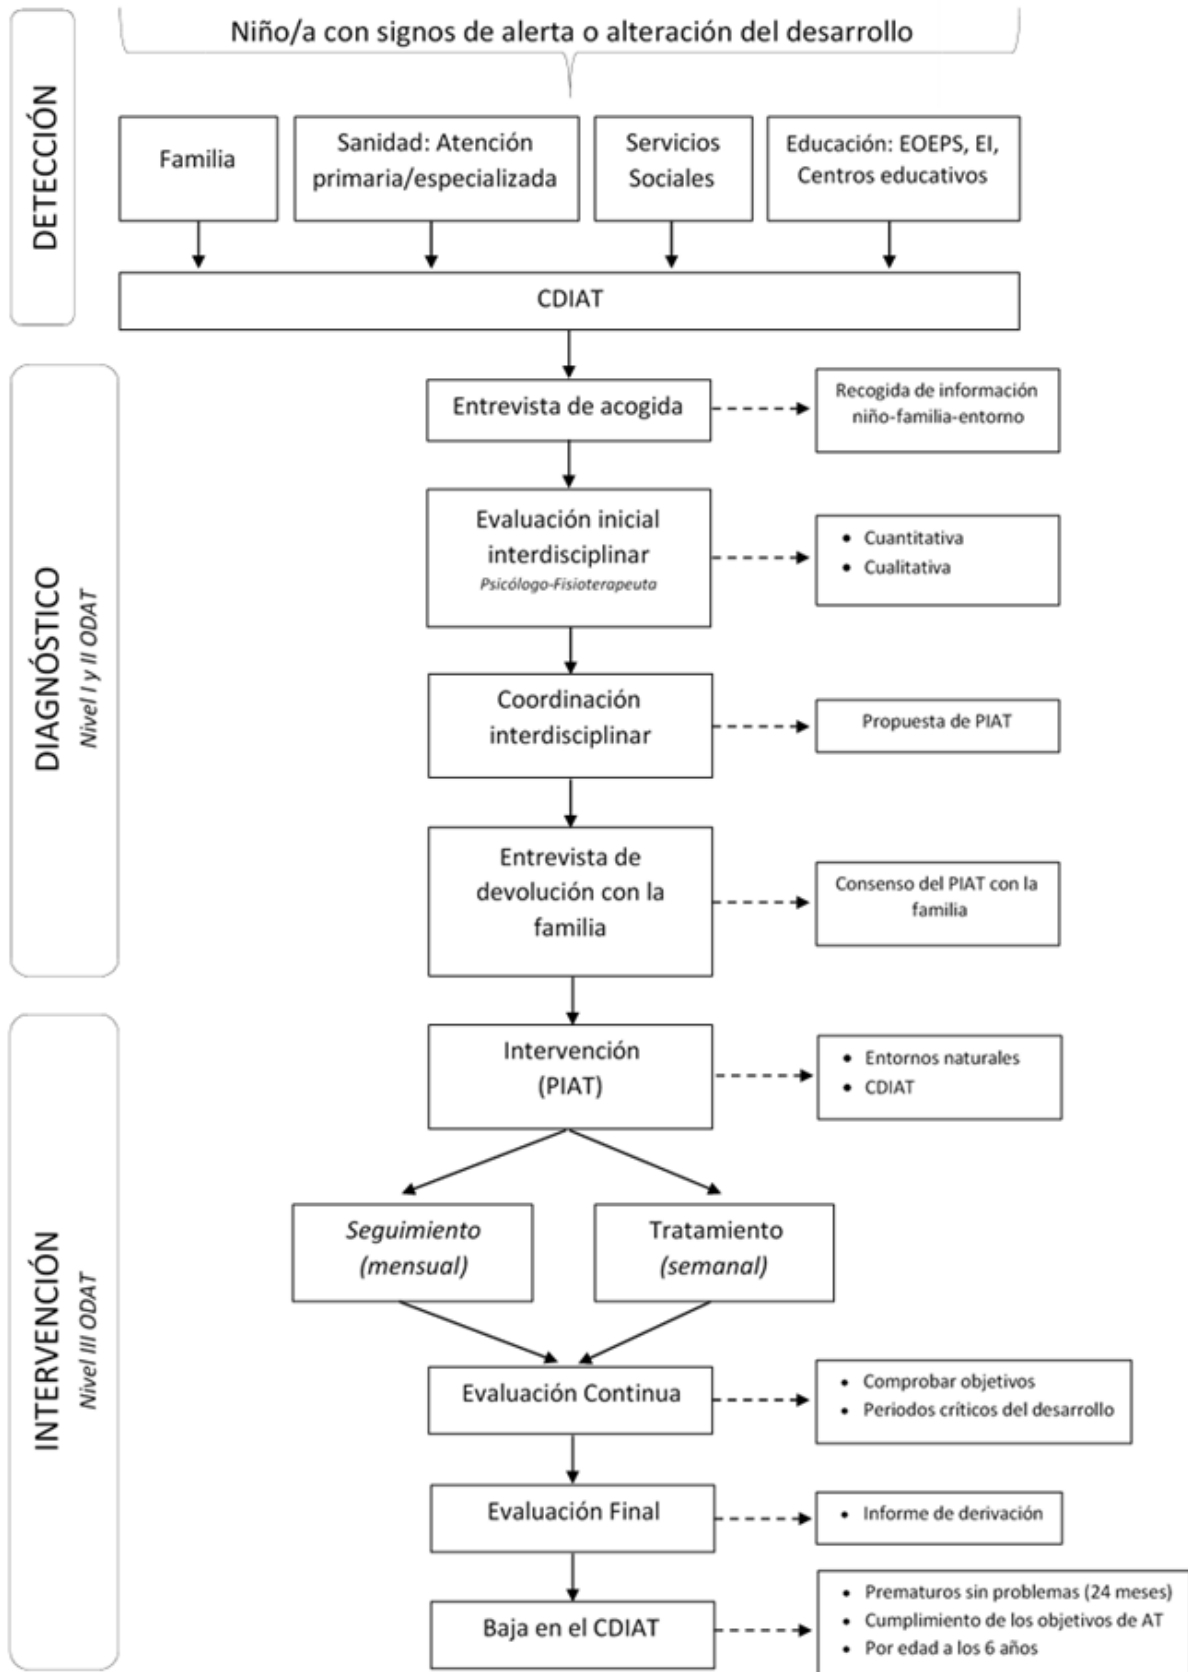 Niño/a con signos de alerta o alteración del desarrollo
DETECCIÓN
Familia
Sanidad: Atención
primaria/especializada
Servicios
Sociales
Educación: EOEPS, EI,
Centros educativos
CDIAT
DIAGNÓSTICO
Nivel I y II ODAT
Entrevista de acogida
Recogida de información
niño-familia-entorno
Evaluación inicial
interdisciplinar
Psicólogo-Fisioterapeuta
• Cuantitativa
• Cualitativa
Coordinación
interdisciplinar
Propuesta de PIAT
Entrevista de
devolución con la
familia
Consenso del PIAT con la
familia
INTERVENCIÓN
Nivel III ODAT
Intervención
(PIAT)
• Entornos naturales
• CDIAT
Seguimiento
(mensual)
Tratamiento
(semanal)
Evaluación Continua
• Comprobar objetivos
• Periodos críticos del desarrollo
Evaluación Final
• Informe de derivación
Baja en el CDIAT
• Prematuros sin problemas (24 meses)
• Cumplimiento de los objetivos de AT
• Por edad a los 6 años